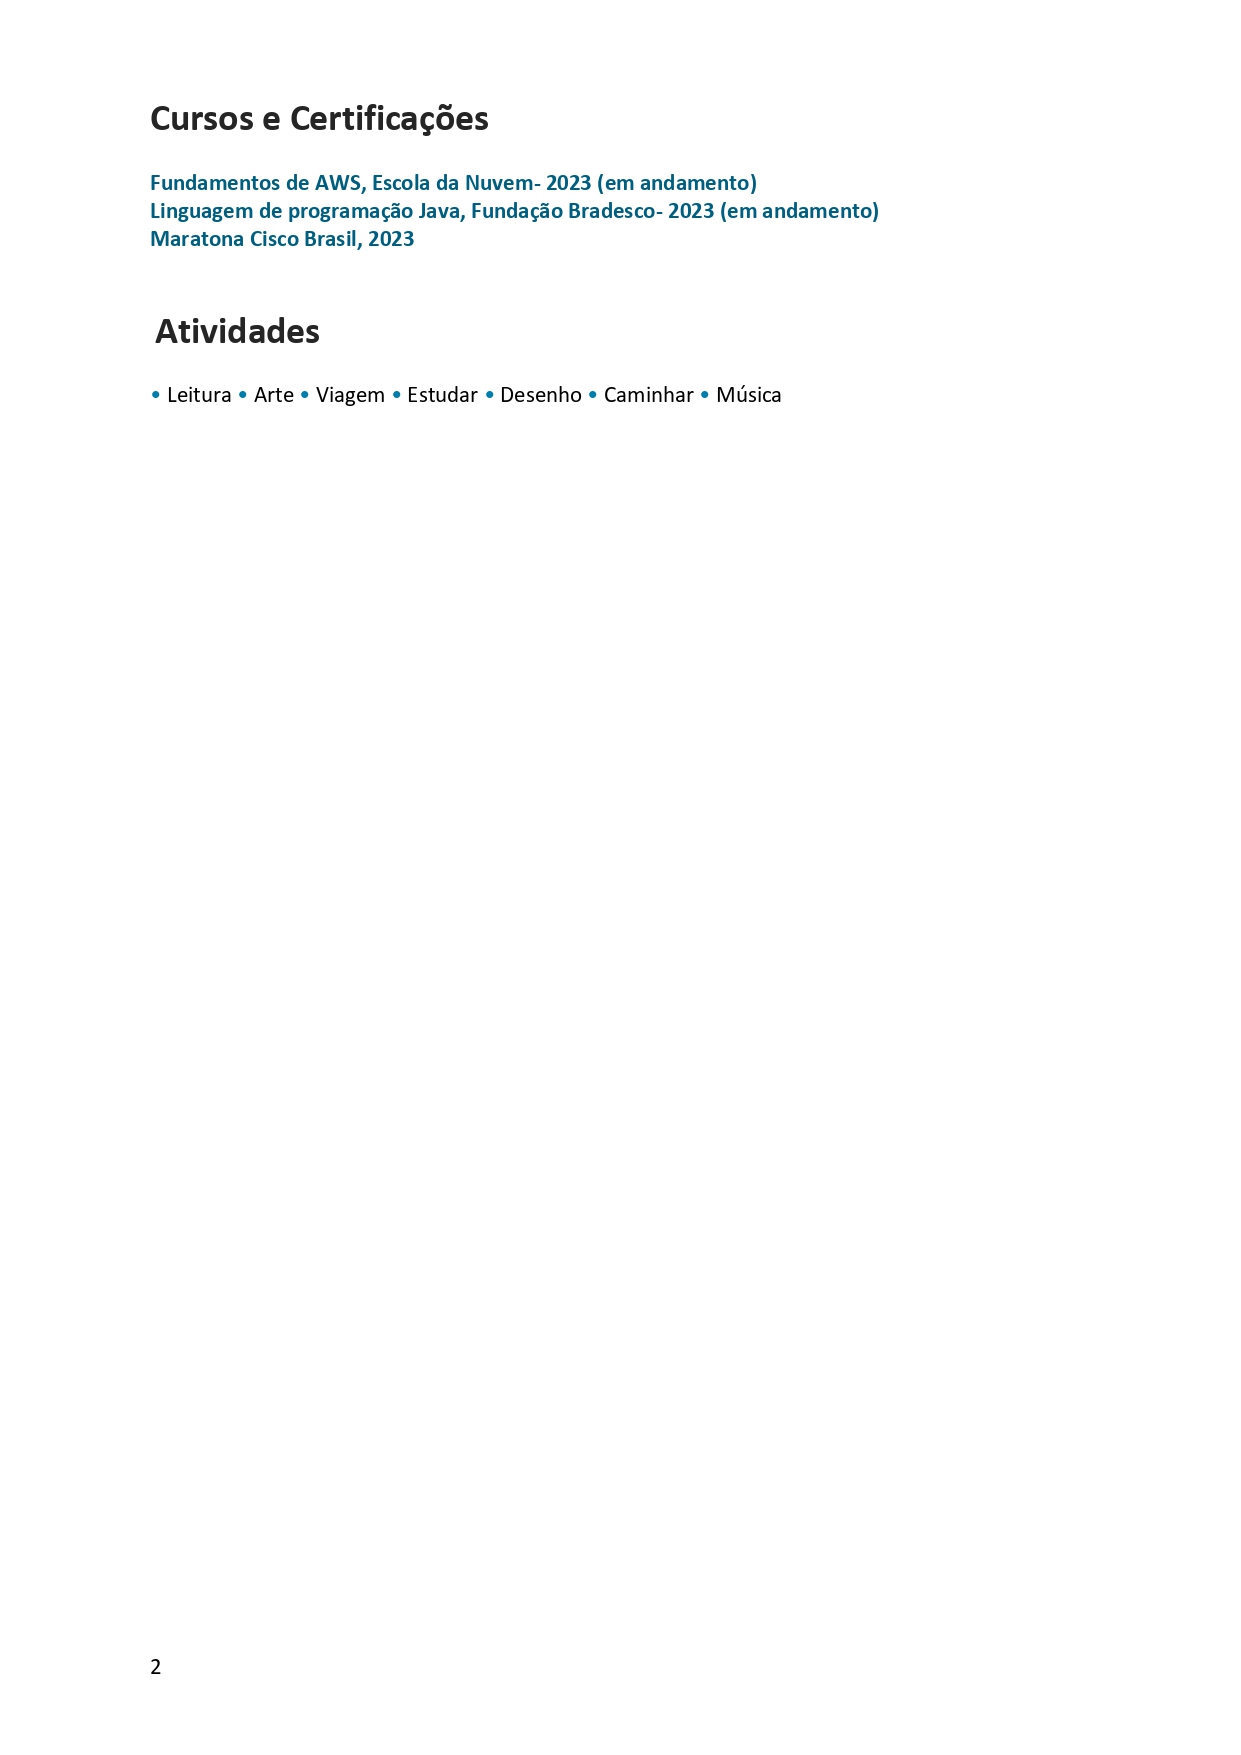 Cursos e Certificações
Fundamentos de AWS, Escola da Nuvem- 2023 (em andamento)
Linguagem de programação Java, Fundação Bradesco- 2023 (em andamento)
Maratona Cisco Brasil, 2023
Atividades
• Leitura • Arte • Viagem • Estudar • Desenho • Caminhar • Música
2